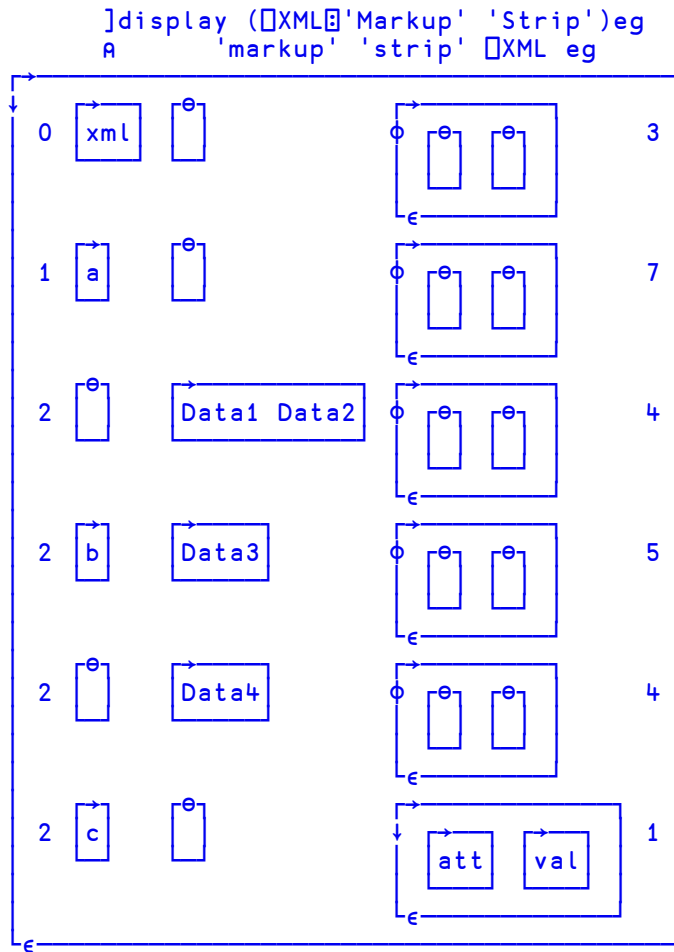 ]display (⎕XML⍠'Markup' 'Strip')eg
⍝ 'markup' 'strip' ⎕XML eg
0 xml 3
1 a 7
2 Data1 Data2 4
2 b Data3 5
2 Data4 4
2 c att val 1